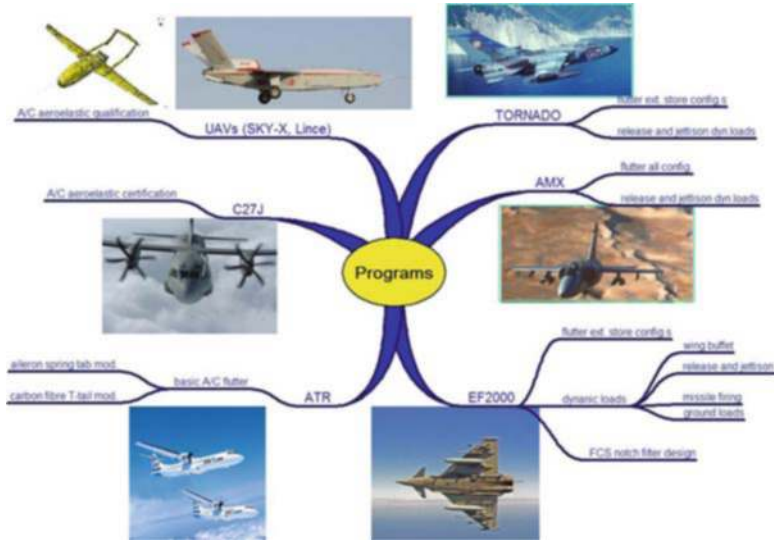 A/C aeroelastic qualification
UAVs (SKY-X, Lince)
TORNADO
flutter ext. store config s
release and jettison dyn.loads
A/C aeroelastic certification
C27J
AMX
flutter all config.
release and jettison dyn.loads
Programs
aileron spring tab mod.
carbon fibre T-tail mod.
basic A/C flutter
ATR
EF2000
flutter ext. store config s
dynamic loads
wing buffet
release and jettison
missile firing
ground loads
FCS notch filter design